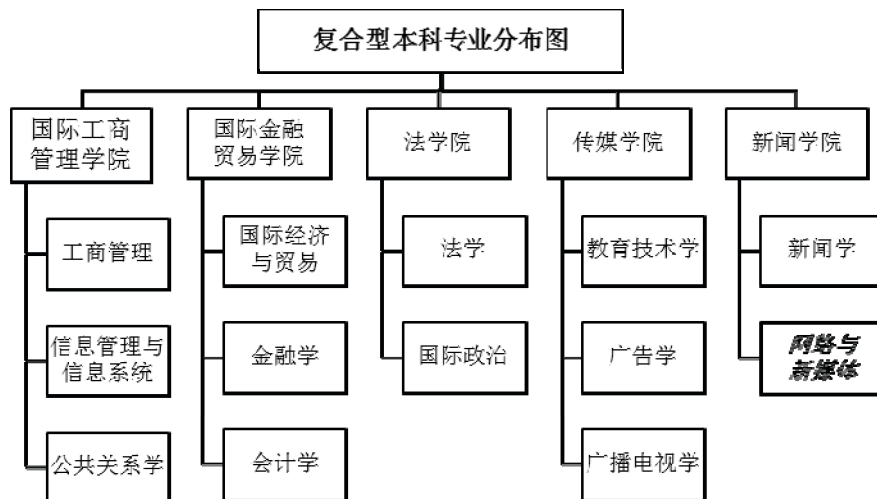 复合型本科专业分布图
国际工商
管理学院
国际金融
贸易学院
法学院
传媒学院
新闻学院
工商管理
国际经济
与贸易
法学
教育技术学
新闻学
信息管理与
信息系统
金融学
国际政治
广告学
网络与
新媒体
公共关系学
会计学
广播电视学